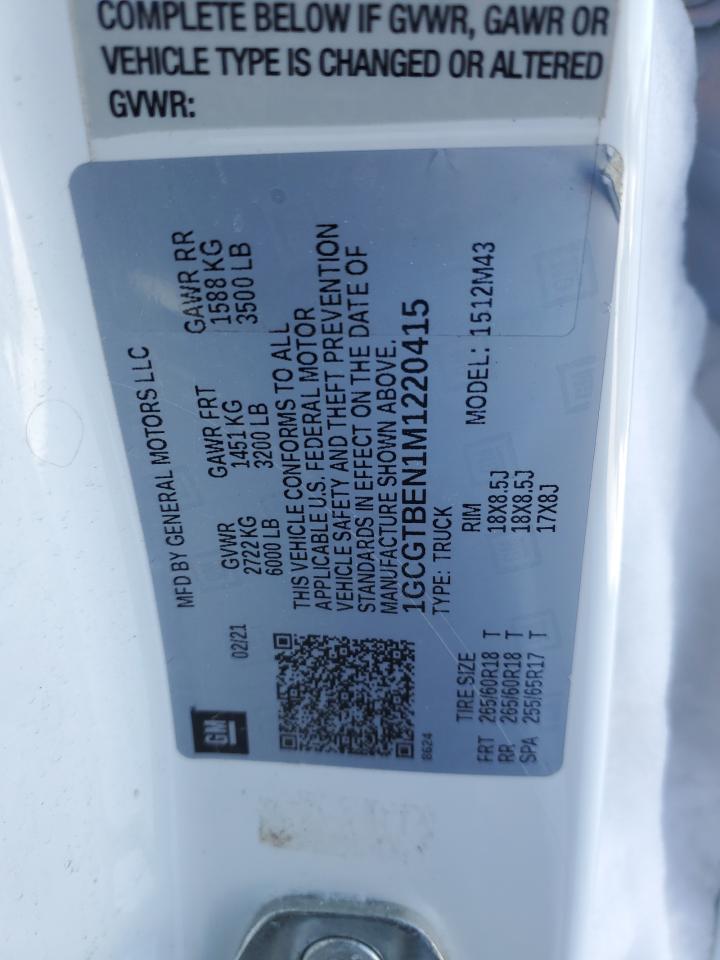 COMPLETE BELOW IF GVWR, GAWR OR
VEHICLE TYPE IS CHANGED OR ALTERED
GVWR:
GM
02/21
MFD BY GENERAL MOTORS LLC
GVWR
2722 KG
6000 LB
GAWR FRT
1451 KG
3200 LB
GAWR RR
1588 KG
3500 LB
THIS VEHICLE CONFORMS TO ALL
APPLICABLE U.S. FEDERAL MOTOR
VEHICLE SAFETY AND THEFT PREVENTION
STANDARDS IN EFFECT ON THE DATE OF
MANUFACTURE SHOWN ABOVE.
1GCGTBEN1M1220415
8624
TYPE: TRUCK
MODEL: 1512M43
TIRE SIZE RIM
FRT 265/60R18 T 18X8.5J
RR 265/60R18 T 18X8.5J
SPA 255/65R17 T 17X8J